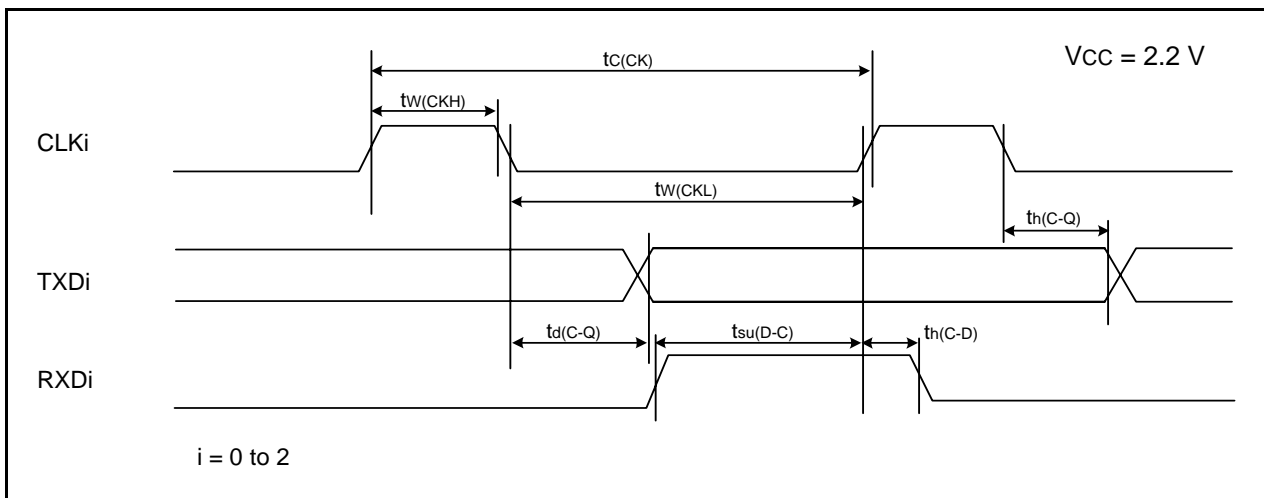 tC(CK)
VCC = 2.2 V
tW(CKH)
CLKi
tW(CKL)
th(C-Q)
TXDi
td(C-Q)
tsu(D-C)
th(C-D)
RXDi
i = 0 to 2